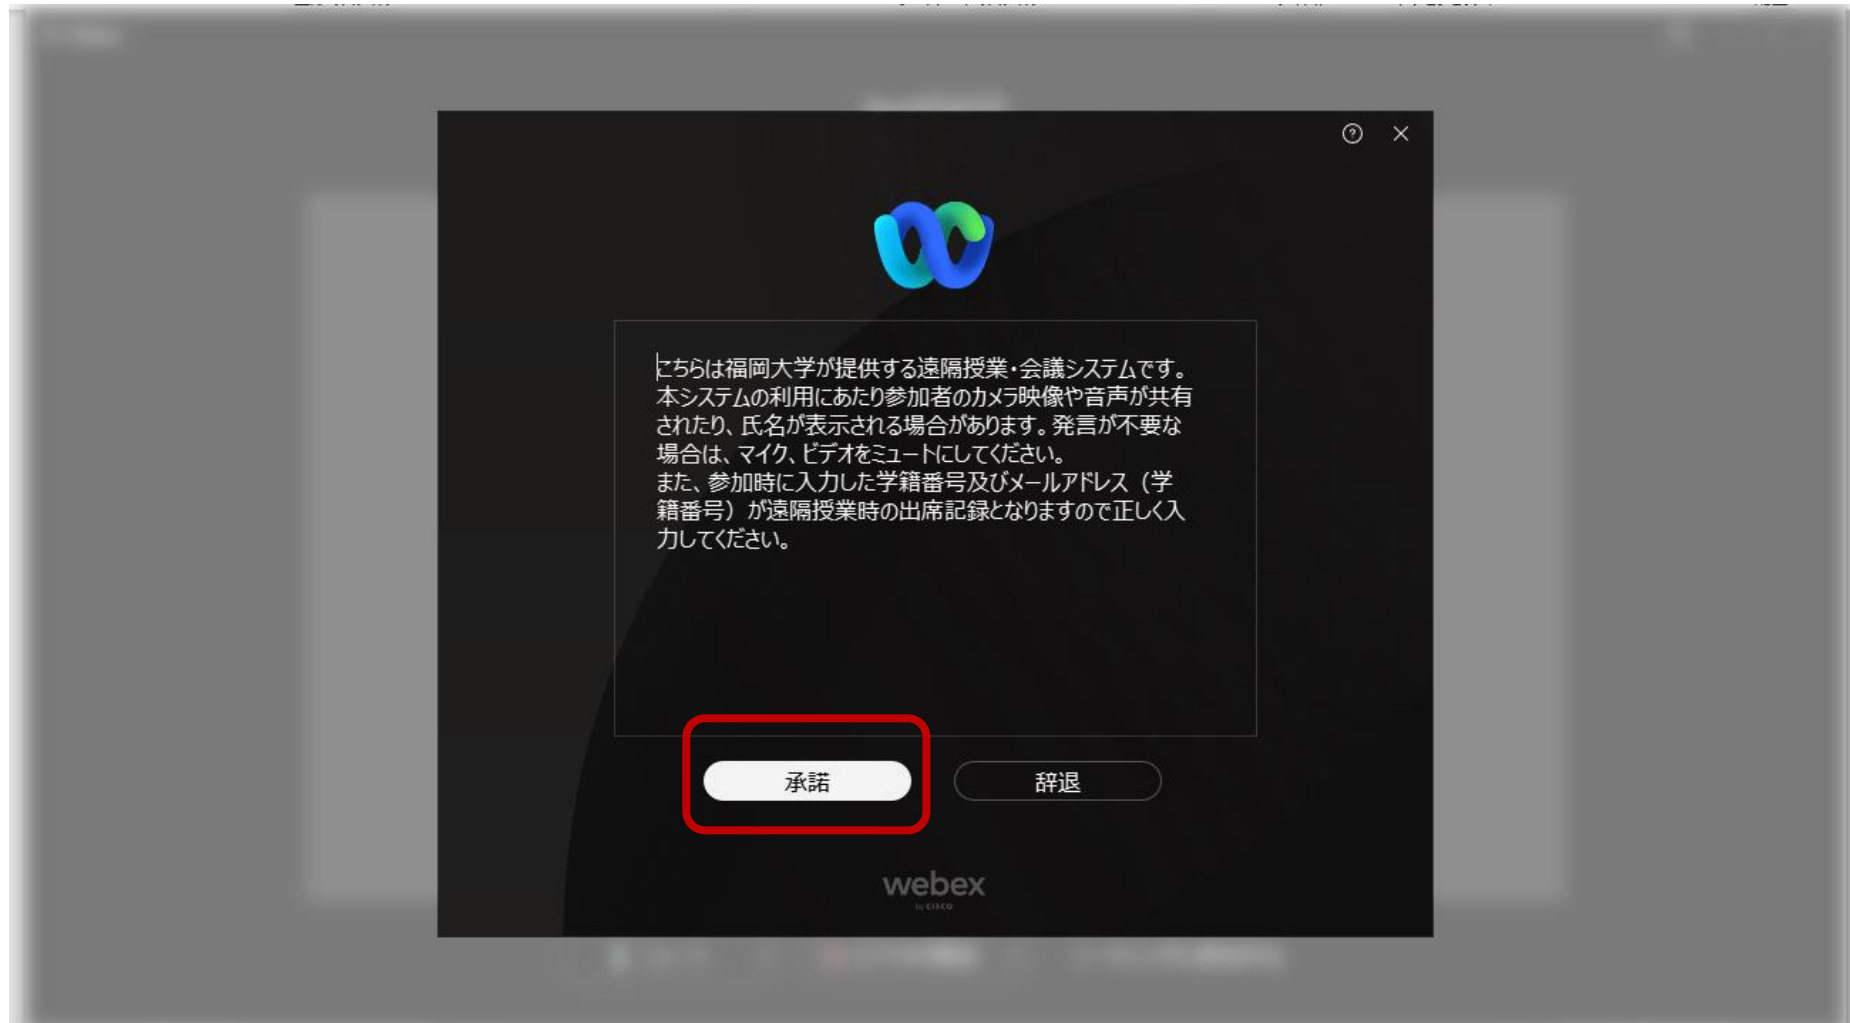 こちらは福岡大学が提供する遠隔授業・会議システムです。
本システムの利用にあたり参加者のカメラ映像や音声が共有
されたり、氏名が表示される場合があります。発言が不要な
場合は、マイク、ビデオをミュートにしてください。
また、参加時に入力した学籍番号及びメールアドレス（学
籍番号）が遠隔授業時の出席記録となりますので正しく入
力してください。
承諾
辞退
webex
by CISCO